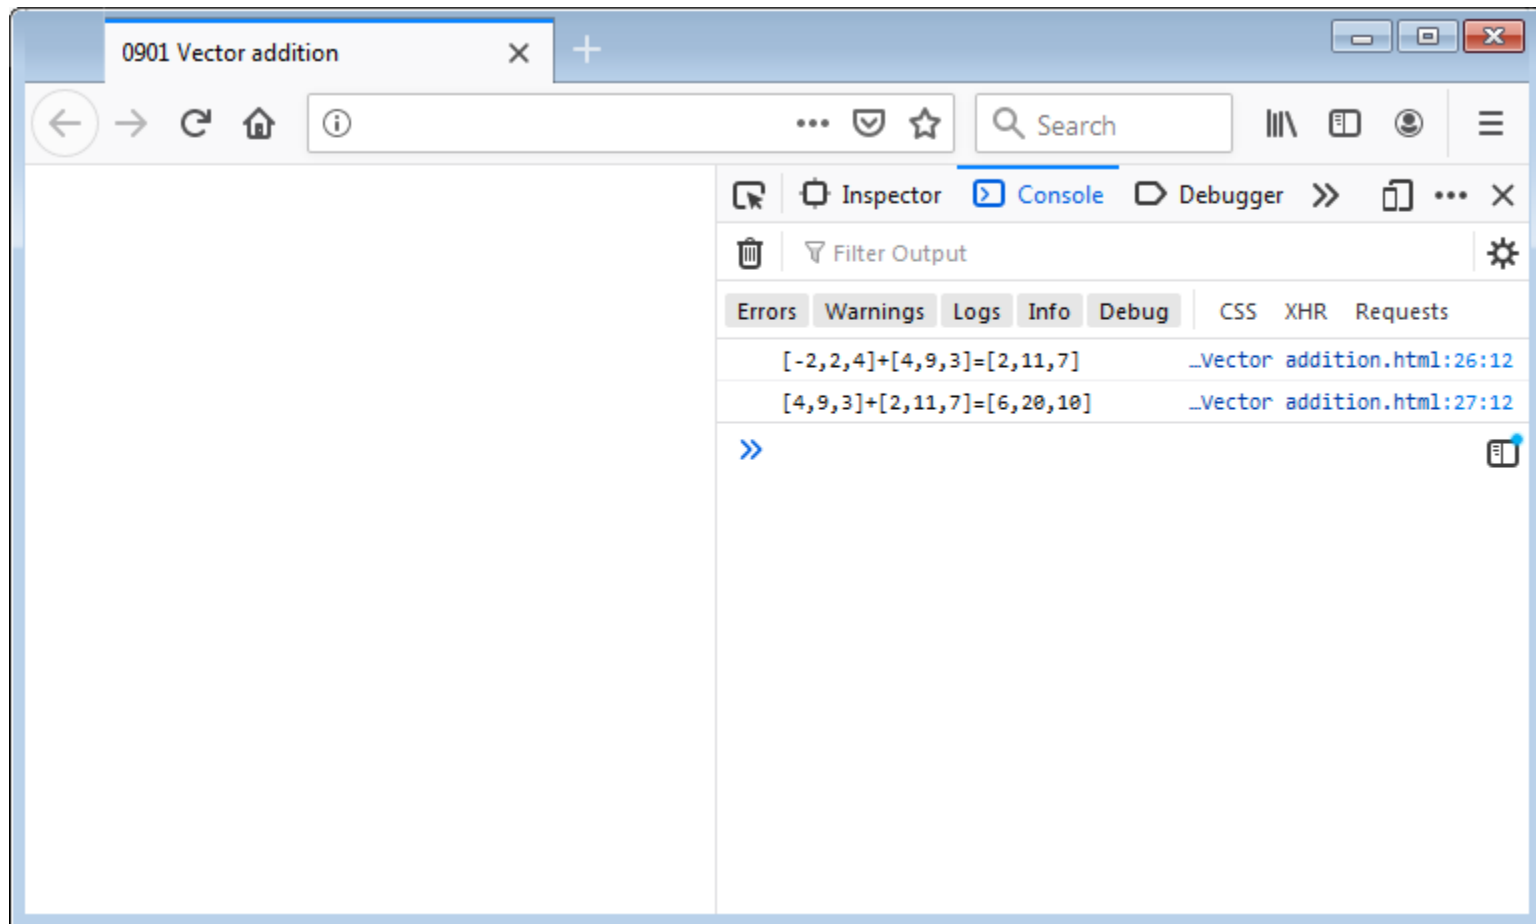 0901 Vector addition
Search
Inspector Console Debugger
Filter Output
Errors Warnings Logs Info Debug CSS XHR Requests
[-2,2,4]+[4,9,3]=[2,11,7] …Vector addition.html:26:12
[4,9,3]+[2,11,7]=[6,20,10] …Vector addition.html:27:12